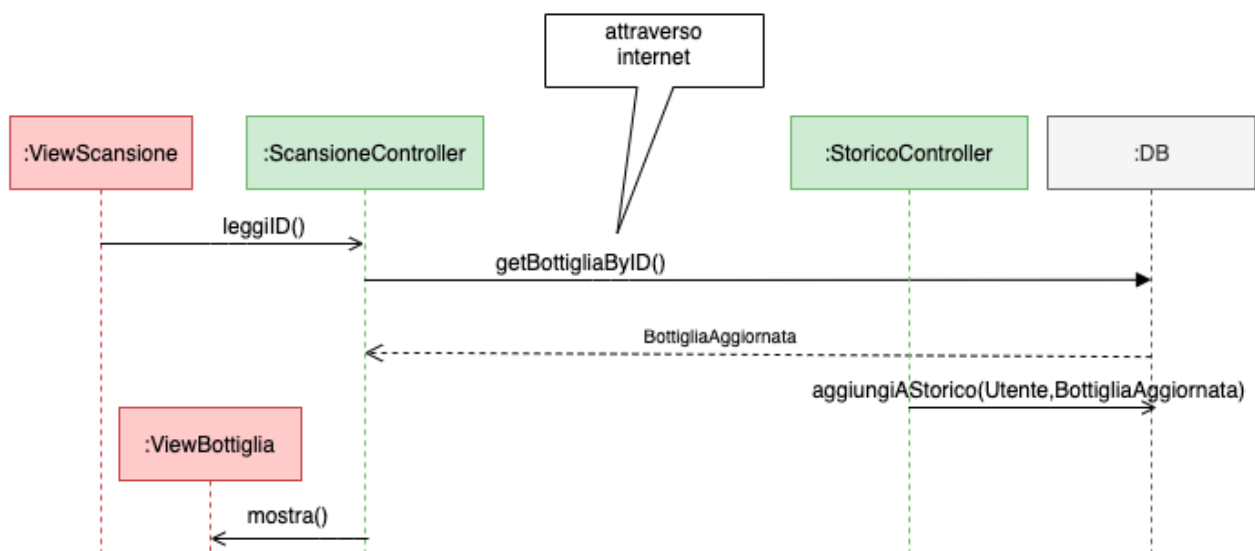 attraverso
internet
:ViewScansione
:ScansioneController
:StoricoController
:DB
leggiID()
getBottigliaByID()
BottigliaAggiornata
aggiungiAStorico(Utente,BottigliaAggiornata)
:ViewBottiglia
mostra()